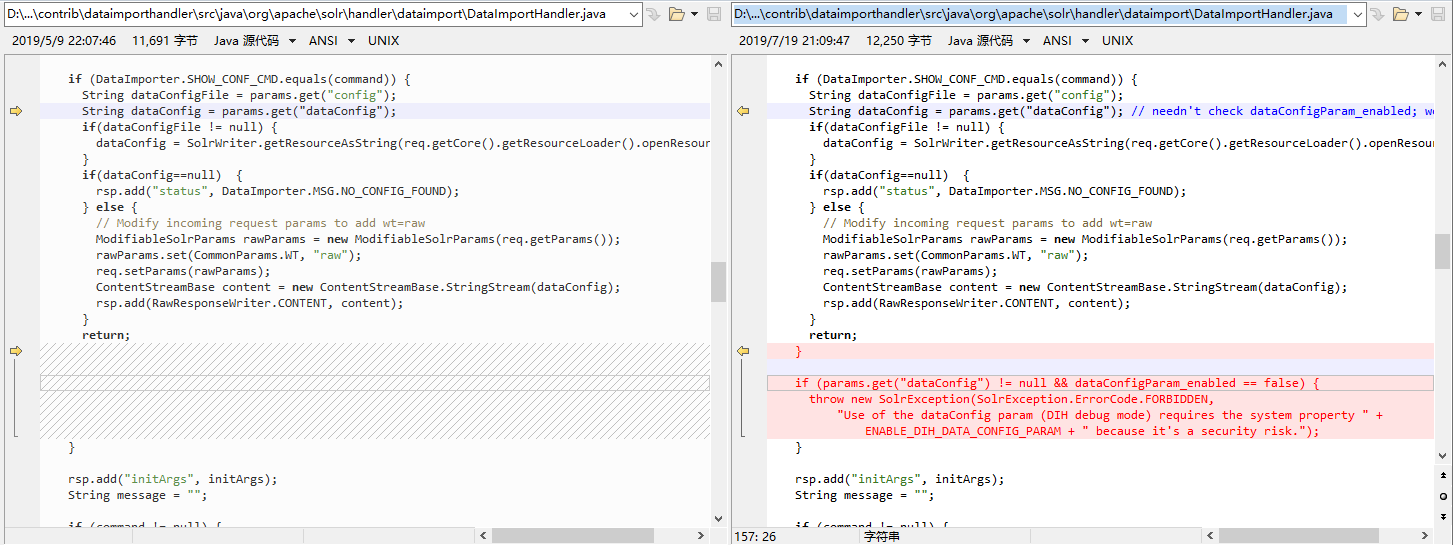 D:\...\contrib\dataimporthandler\src\java\org\apache\solr\handler\dataimport\DataImportHandler.java
2019/5/9 22:07:46 11,691 字节 Java 源代码 ANSI UNIX
if (DataImporter.SHOW_CONF_CMD.equals(command)) {
String dataConfigFile = params.get("config");
String dataConfig = params.get("dataConfig");
if(dataConfigFile != null) {
dataConfig = SolrWriter.getResourceAsString(req.getCore().getResourceLoader().openResour
}
if(dataConfig==null)  {
rsp.add("status", DataImporter.MSG.NO_CONFIG_FOUND);
} else {
// Modify incoming request params to add wt=raw
ModifiableSolrParams rawParams = new ModifiableSolrParams(req.getParams());
rawParams.set(CommonParams.WT, "raw");
req.setParams(rawParams);
ContentStreamBase content = new ContentStreamBase.StringStream(dataConfig);
rsp.add(RawResponseWriter.CONTENT, content);
}
return;
}
rsp.add("initArgs", initArgs);
String message = "";
if (command != null) {
D:\...\contrib\dataimporthandler\src\java\org\apache\solr\handler\dataimport\DataImportHandler.java
2019/7/19 21:09:47 12,250 字节 Java 源代码 ANSI UNIX
if (DataImporter.SHOW_CONF_CMD.equals(command)) {
String dataConfigFile = params.get("config");
String dataConfig = params.get("dataConfig"); // needn't check dataConfigParam_enabled; we
if(dataConfigFile != null) {
dataConfig = SolrWriter.getResourceAsString(req.getCore().getResourceLoader().openResour
}
if(dataConfig==null)  {
rsp.add("status", DataImporter.MSG.NO_CONFIG_FOUND);
} else {
// Modify incoming request params to add wt=raw
ModifiableSolrParams rawParams = new ModifiableSolrParams(req.getParams());
rawParams.set(CommonParams.WT, "raw");
req.setParams(rawParams);
ContentStreamBase content = new ContentStreamBase.StringStream(dataConfig);
rsp.add(RawResponseWriter.CONTENT, content);
}
return;
}
if (params.get("dataConfig") != null && dataConfigParam_enabled == false) {
throw new SolrException(SolrException.ErrorCode.FORBIDDEN,
"Use of the dataConfig param (DIH debug mode) requires the system property " +
ENABLE_DIH_DATA_CONFIG_PARAM + " because it's a security risk.");
}
rsp.add("initArgs", initArgs);
String message = "";
if (command != null) {
157: 26 字符串